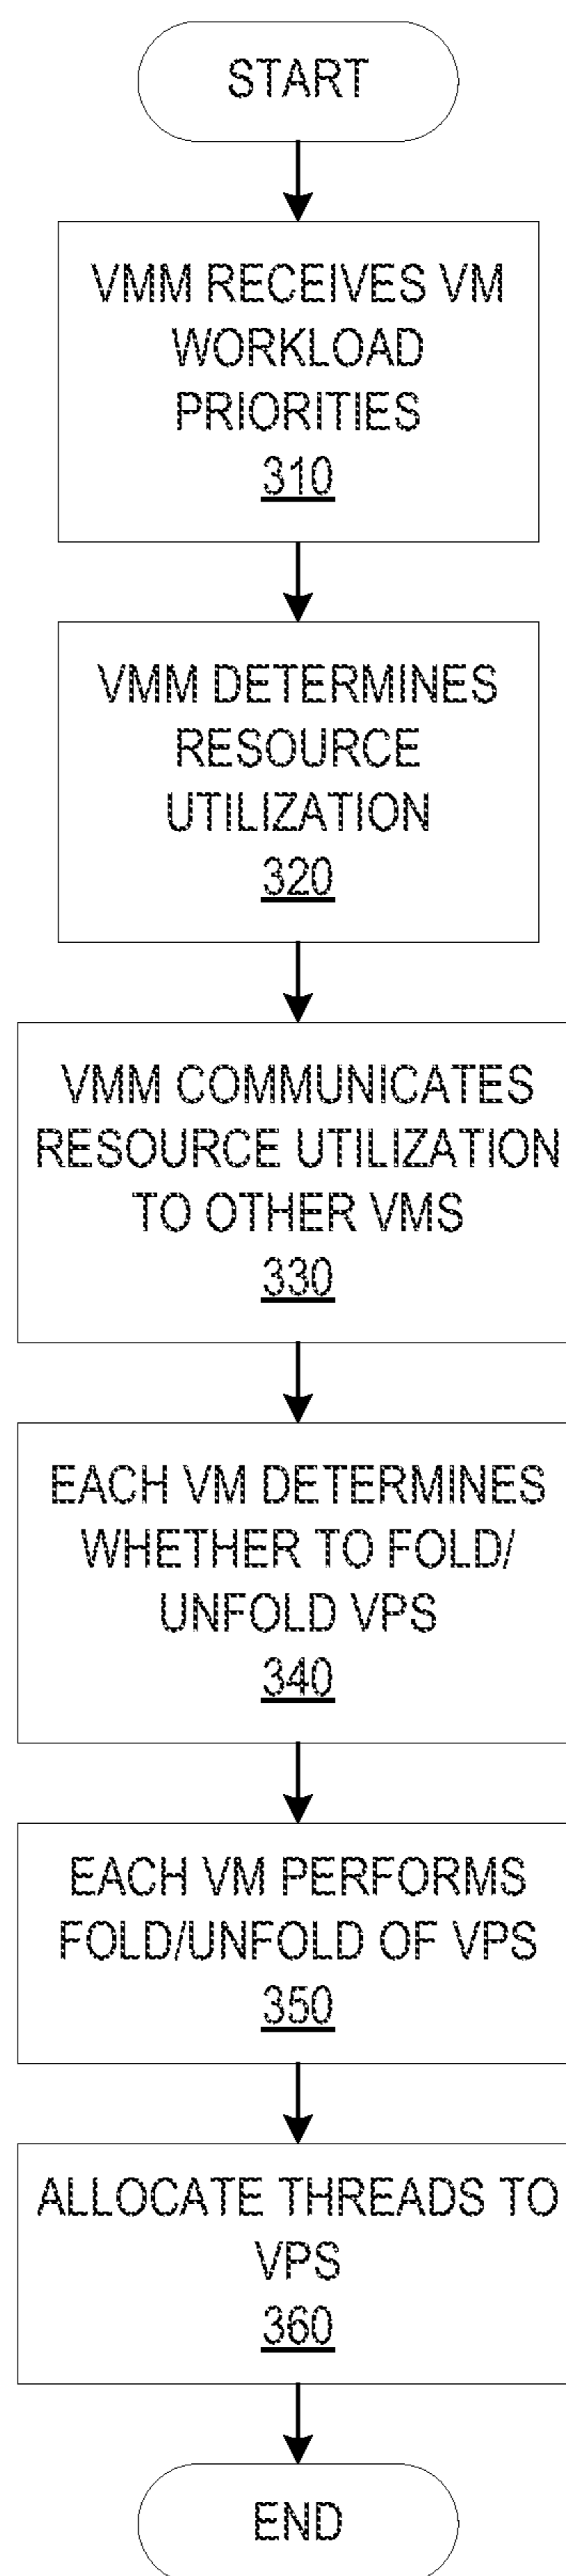 START
VMM RECEIVES VM
WORKLOAD
PRIORITIES
310
VMM DETERMINES
RESOURCE
UTILIZATION
320
VMM COMMUNICATES
RESOURCE UTILIZATION
TO OTHER VMS
330
EACH VM DETERMINES
WHETHER TO FOLD/
UNFOLD VPS
340
EACH VM PERFORMS
FOLD/UNFOLD OF VPS
350
ALLOCATE THREADS TO
VPS
360
END